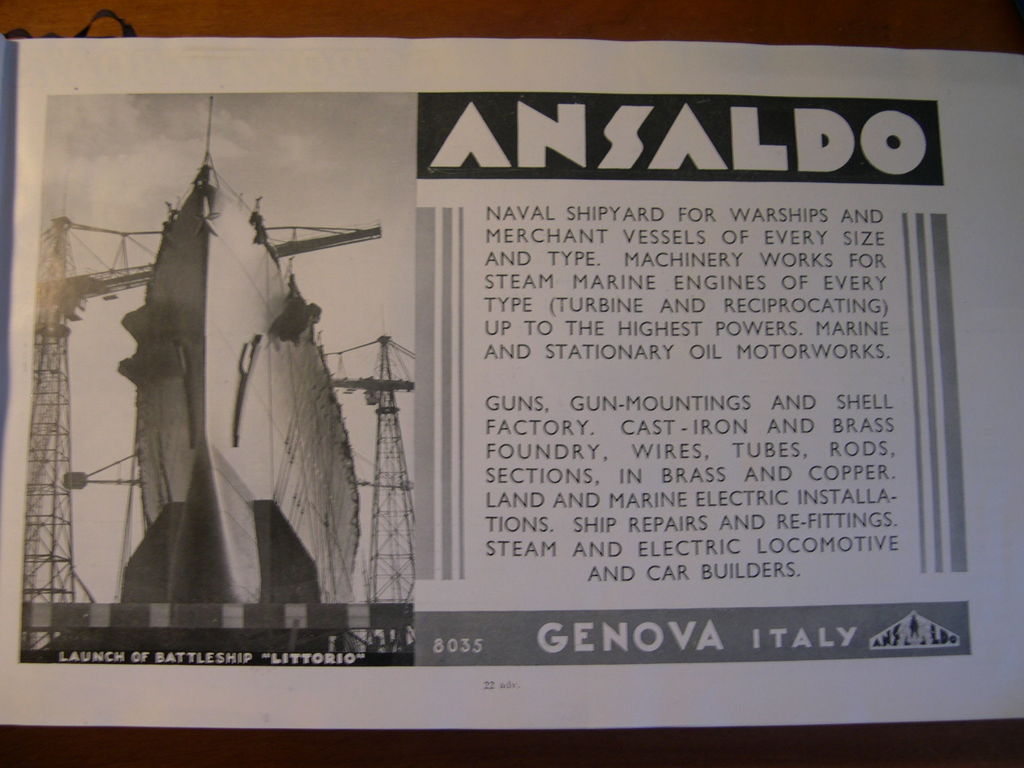 ANSALDO
NAVAL SHIPYARD FOR WARSHIPS AND
MERCHANT VESSELS OF EVERY SIZE
AND TYPE. MACHINERY WORKS FOR
STEAM MARINE ENGINES OF EVERY
TYPE (TURBINE AND RECIPROCATING)
UP TO THE HIGHEST POWERS. MARINE
AND STATIONARY OIL MOTORWORKS.
GUNS, GUN-MOUNTINGS AND SHELL
FACTORY. CAST-IRON AND BRASS
FOUNDRY, WIRES, TUBES, RODS,
SECTIONS, IN BRASS AND COPPER.
LAND AND MARINE ELECTRIC INSTALLA-
TIONS. SHIP REPAIRS AND RE-FITTINGS.
STEAM AND ELECTRIC LOCOMOTIVE
AND CAR BUILDERS.
LAUNCH OF BATTLESHIP "LITTORIO"
8035 GENOVA ITALY ANSALDO
22 adv.